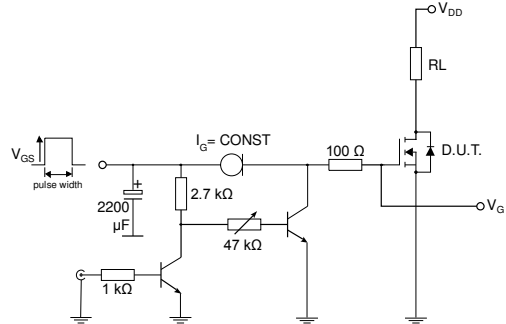 V_DD
RL
I_G= CONST
100 Ω
V_GS
D.U.T.
pulse width
+
2.7 kΩ
2200
μF
V_G
47 kΩ
1 kΩ